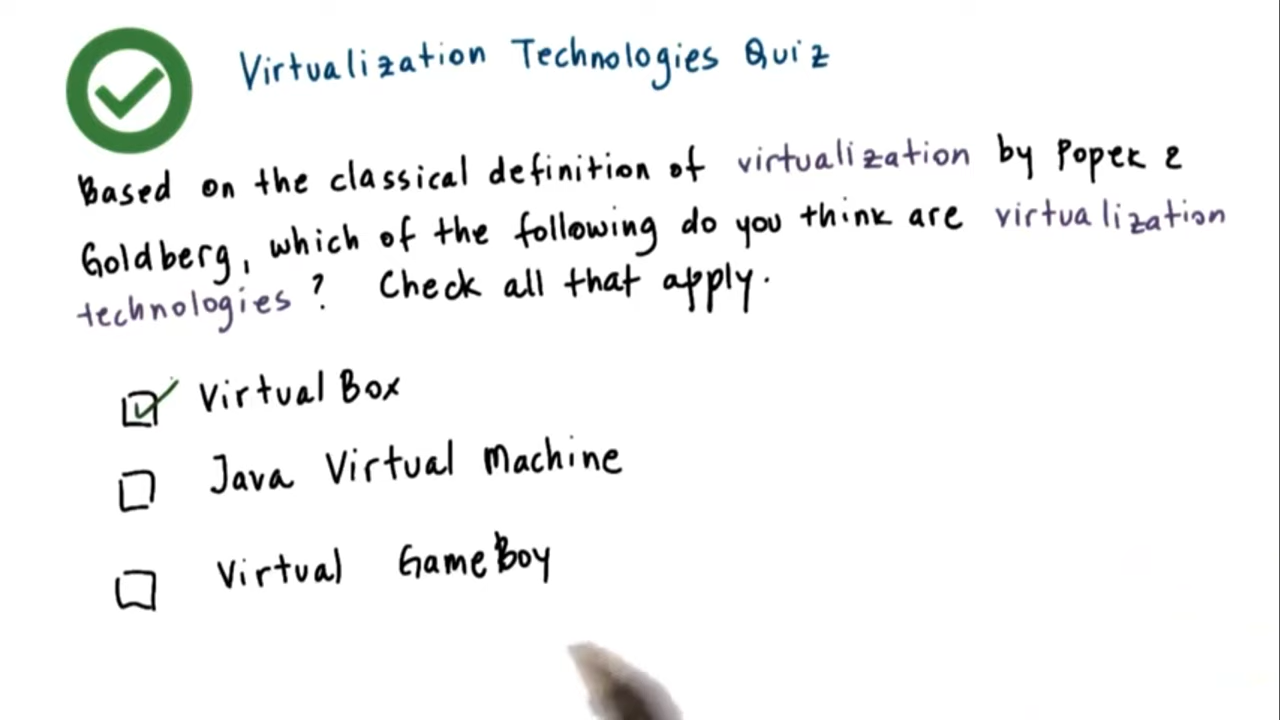 Virtualization Technologies Quiz
Based on the classical definition of virtualization by Popek &
Goldberg, which of the following do you think are virtualization
technologies? Check all that apply.
Virtual Box
Java Virtual Machine
Virtual GameBoy